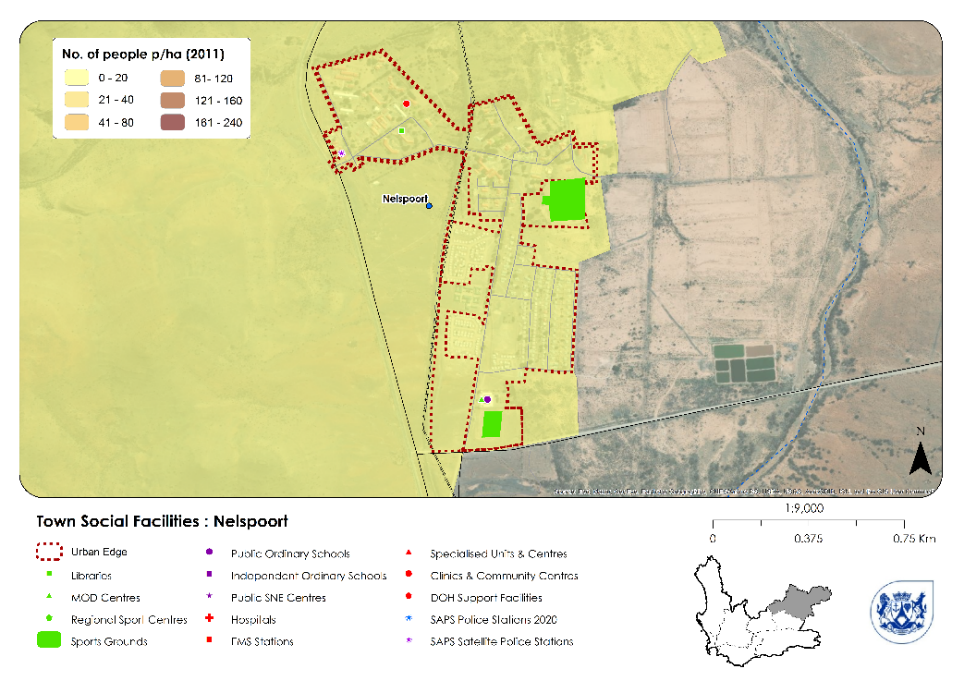 No. of people p/ha (2011)
0 - 20
81- 120
21 - 40
121 - 160
41 - 80
161 - 240
Nelspoort
N
Town Social Facilities : Nelspoort
1:9,000
0
0.375
0.75 Km
Urban Edge
Public Ordinary Schools
Specialised Units & Centres
Libraries
Independent Ordinary Schools
Clinics & Community Centres
MOD Centres
Public SNE Centres
DOH Support Facilities
Regional Sport Centres
Hospitals
SAPS Police Stations 2020
Sports Grounds
EMS Stations
SAPS Satellite Police Stations